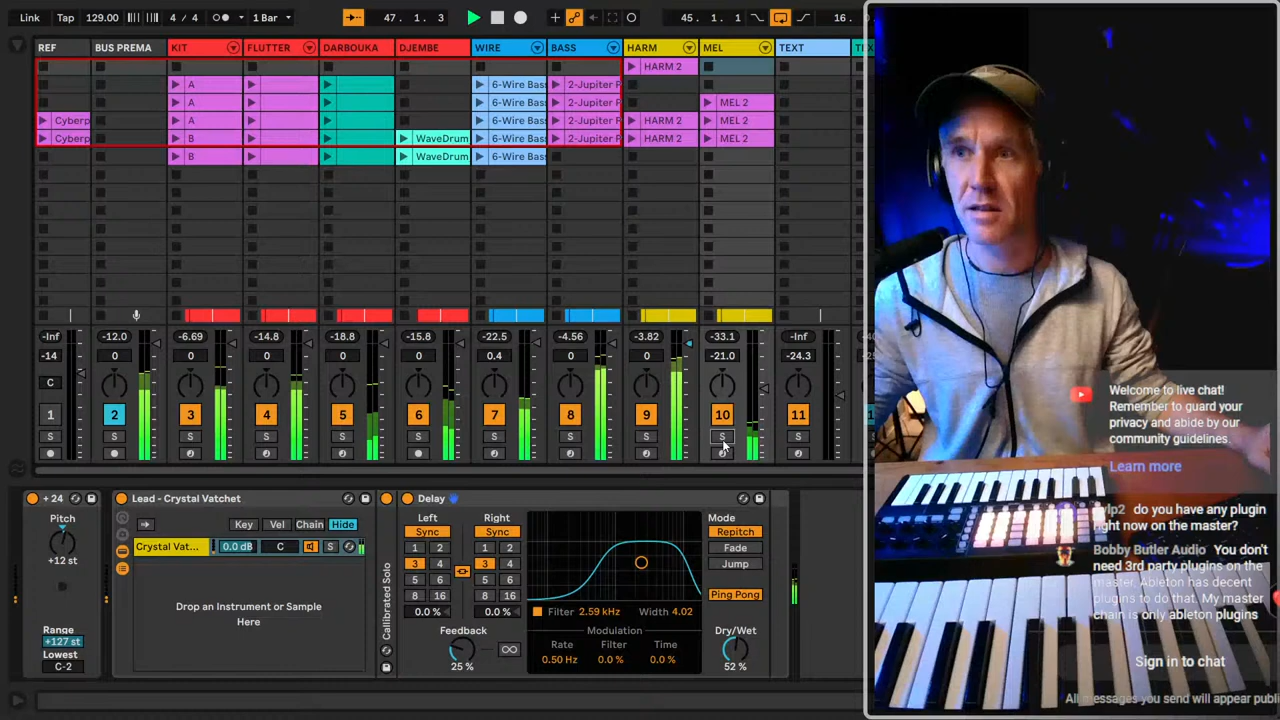 Link Tap 129.00 4 / 4 1 Bar 47. 1. 3 45. 1. 1 16.
REF BUS PREMA KIT FLUTTER DARBOUKA DJEMBE WIRE BASS HARM MEL TEXT
HARM 2
A 6-Wire Bas 2-Jupiter
A 6-Wire Bas 2-Jupiter MEL 2
Cyberp A 6-Wire Bas 2-Jupiter HARM 2 MEL 2
Cyberp B WaveDrum 6-Wire Bas 2-Jupiter HARM 2 MEL 2
B WaveDrum 6-Wire Bas
-Inf -12.0 -6.69 -14.8 -18.8 -15.8 -22.5 -4.56 -3.82 -33.1 -Inf
-14 0 0 0 0 0 0.4 0 0 -21.0 -24.3
C
1 2 3 4 5 6 7 8 9 10 11
S S S S S S S S S S
+ 24 Lead - Crystal Vatchet Delay
Pitch
+12 st
Range
+127 st
Lowest
C-2
Key Vel Chain Hide
Crystal Vat... 0.0 dB C S
Drop an Instrument or Sample
Here
Calibrated Solo
Left Right
Sync Sync
1 2 1 2
3 4 3 4
5 6 5 6
8 16 8 16
0.0 % 0.0 %
Feedback
25 %
Filter 2.59 kHz Width 4.02
Modulation
Rate Filter Time
0.50 Hz 0.0 % 0.0 %
Mode
Repitch
Fade
Jump
Ping Pong
Dry/Wet
52 %
Welcome to live chat!
Remember to guard your
privacy and abide by our
community guidelines.
Learn more
do you have any plugin
right now on the master?
Bobby Butler Audio You don't
need 3rd party plugins on the
master. Ableton has decent
plugins to do that. My master
chain is only ableton plugins
Sign in to chat
All messages you send will appear publi